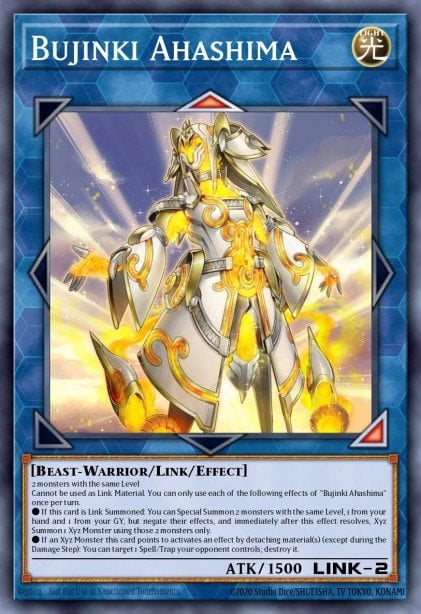 BUJINKI AHASHIMA
LIGHT
光
[BEAST-WARRIOR/LINK/EFFECT]
2 monsters with the same Level
Cannot be used as Link Material. You can only use each of the following effects of "Bujinki Ahashima"
once per turn.
● If this card is Link Summoned: You can Special Summon 2 monsters with the same Level, 1 from your
hand and 1 from your GY, but negate their effects, and immediately after this effect resolves, Xyz
Summon 1 Xyz Monster using those 2 monsters only.
● If an Xyz Monster this card points to activates an effect by detaching material(s) (except during the
Damage Step): You can target 1 Spell/Trap your opponent controls; destroy it.
ATK/1500 LINK-2
Replica - Not For Use in Sanctioned Tornaments
©2020 Studio Dice/SHUEISHA, TV TOKYO, KONAMI